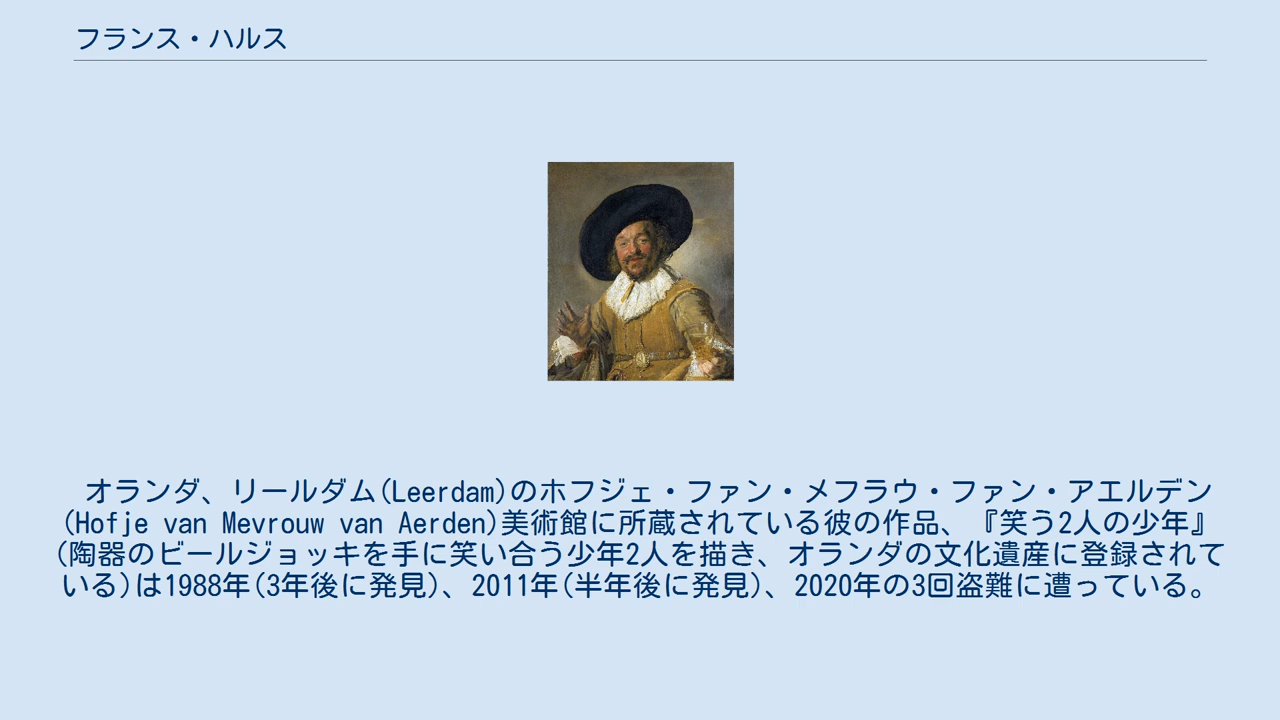 フランス・ハルス
オランダ、リールダム(Leerdam)のホフジェ・ファン・メフラウ・ファン・アエルデン
(Hofje van Mevrouw van Aerden)美術館に所蔵されている彼の作品、『笑う2人の少年』
(陶器のビールジョッキを手に笑い合う少年2人を描き、オランダの文化遺産に登録されて
いる)は1988年(3年後に発見)、2011年(半年後に発見)、2020年の3回盗難に遭っている。